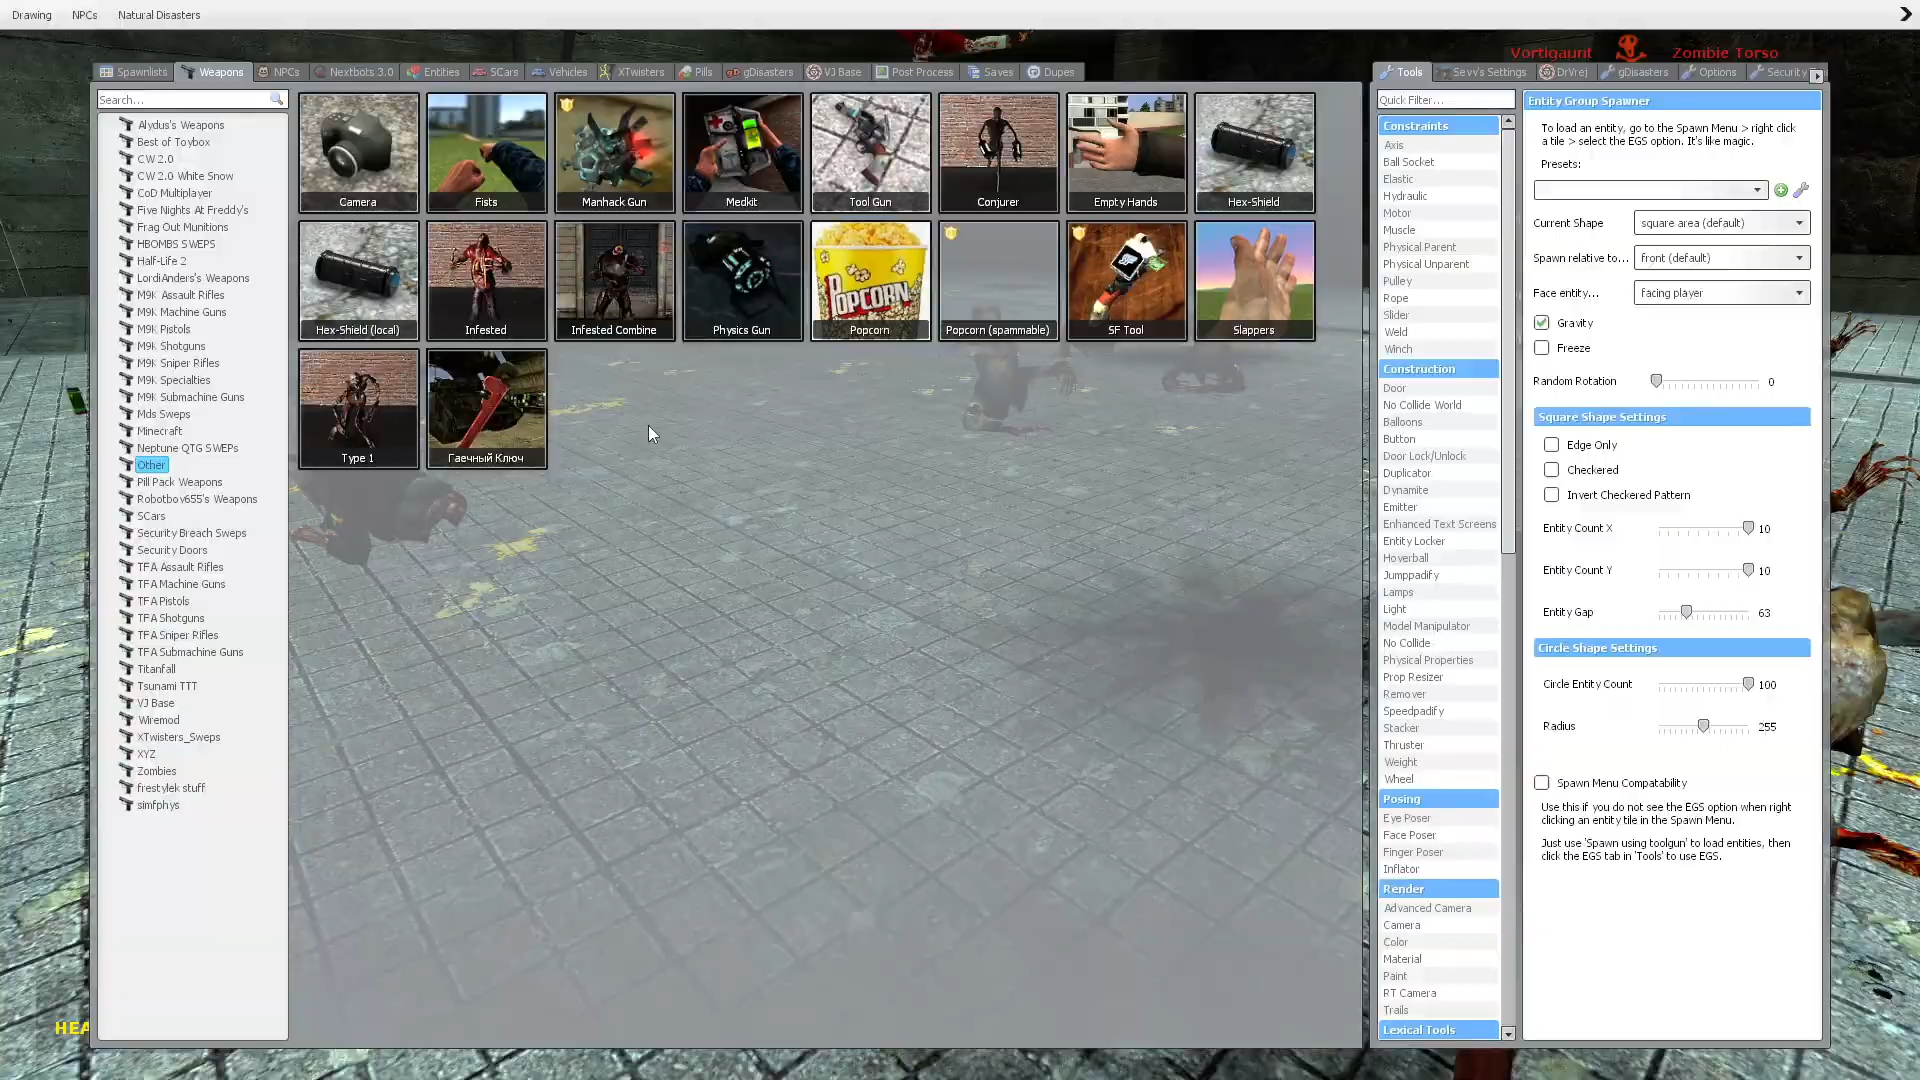 Drawing NPCs Natural Disasters
Vortigaunt Zombie Torso
Spawnlists Weapons NPCs Nextbots 3.0 Entities SCars Vehicles XTwisters Pills gDisasters VJ Base Post Process Saves Dupes
Search...
Alydus's Weapons
Best of Toybox
CW 2.0
CW 2.0 White Snow
CoD Multiplayer
Five Nights At Freddy's
Frag Out Munitions
HBOMBS SWEPS
Half-Life 2
LordiAnders's Weapons
M9K Assault Rifles
M9K Machine Guns
M9K Pistols
M9K Shotguns
M9K Sniper Rifles
M9K Specialties
M9K Submachine Guns
Mds Sweps
Minecraft
Neptune QTG SWEPs
Other
Pill Pack Weapons
Robotboy655's Weapons
SCars
Security Breach Sweps
Security Doors
TFA Assault Rifles
TFA Machine Guns
TFA Pistols
TFA Shotguns
TFA Sniper Rifles
TFA Submachine Guns
Titanfall
Tsunami TTT
VJ Base
Wiremod
XTwisters_Sweps
XYZ
Zombies
frestylek stuff
simfphys
Camera Fists Manhack Gun Medkit Tool Gun Conjurer Empty Hands Hex-Shield
POPCORN
Hex-Shield (local) Infested Infested Combine Physics Gun Popcorn Popcorn (spammable) SF Tool Slappers
Type 1 Гаечный Ключ
HEA
Tools Sevv's Settings DrVrej gDisasters Options Security
Quick Filter...
Constraints
Axis
Ball Socket
Elastic
Hydraulic
Motor
Muscle
Physical Parent
Physical Unparent
Pulley
Rope
Slider
Weld
Winch
Construction
Door
No Collide World
Balloons
Button
Door Lock/Unlock
Duplicator
Dynamite
Emitter
Enhanced Text Screens
Entity Locker
Hoverball
Jumppadify
Lamps
Light
Model Manipulator
No Collide
Physical Properties
Prop Resizer
Remover
Speedpadify
Stacker
Thruster
Weight
Wheel
Posing
Eye Poser
Face Poser
Finger Poser
Inflator
Render
Advanced Camera
Camera
Color
Material
Paint
RT Camera
Trails
Lexical Tools
Entity Group Spawner
To load an entity, go to the Spawn Menu > right click
a tile > select the EGS option. It's like magic.
Presets:
Current Shape square area (default)
Spawn relative to... front (default)
Face entity... facing player
Gravity
Freeze
Random Rotation 0
Square Shape Settings
Edge Only
Checkered
Invert Checkered Pattern
Entity Count X 10
Entity Count Y 10
Entity Gap 63
Circle Shape Settings
Circle Entity Count 100
Radius 255
Spawn Menu Compatability
Use this if you do not see the EGS option when right
clicking an entity tile in the Spawn Menu.
Just use 'Spawn using toolgun' to load entities, then
click the EGS tab in 'Tools' to use EGS.